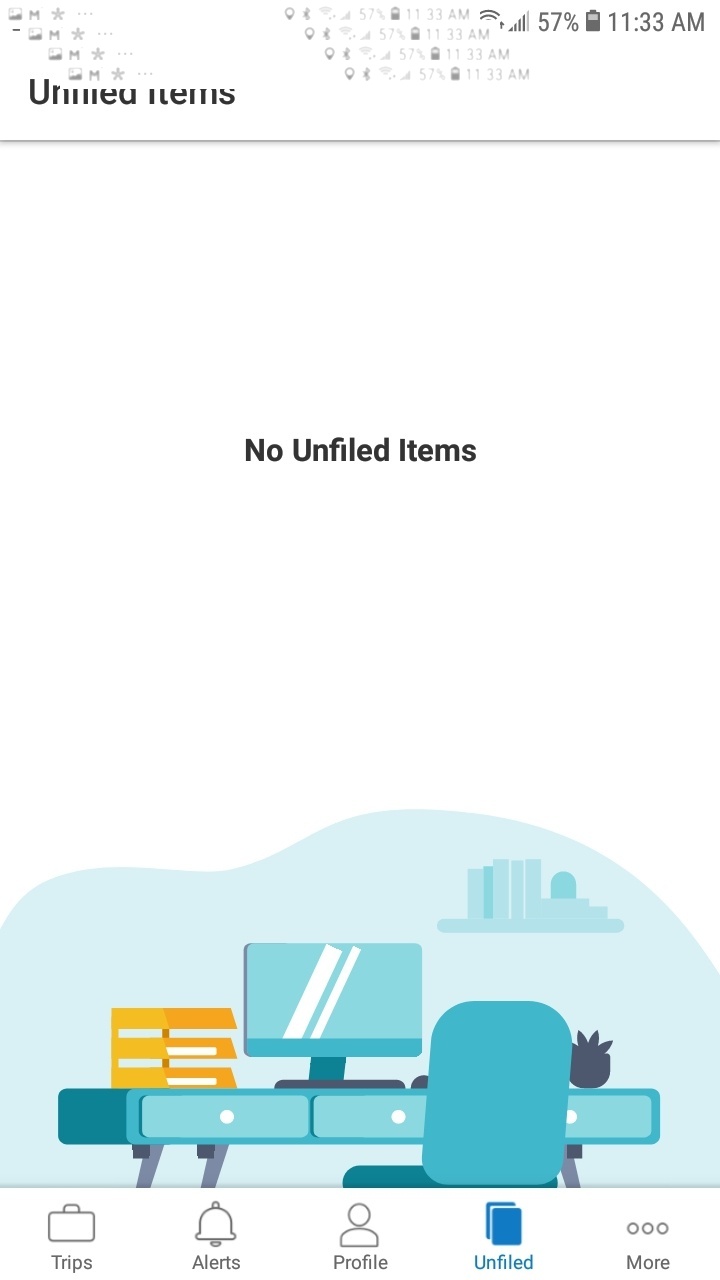 57% 11:33 AM
57% 11 33 AM
57% 11 33 AM
57% 11 33 AM
57% 11 33 AM
Unfiled Items
No Unfiled Items
Trips Alerts Profile Unfiled More